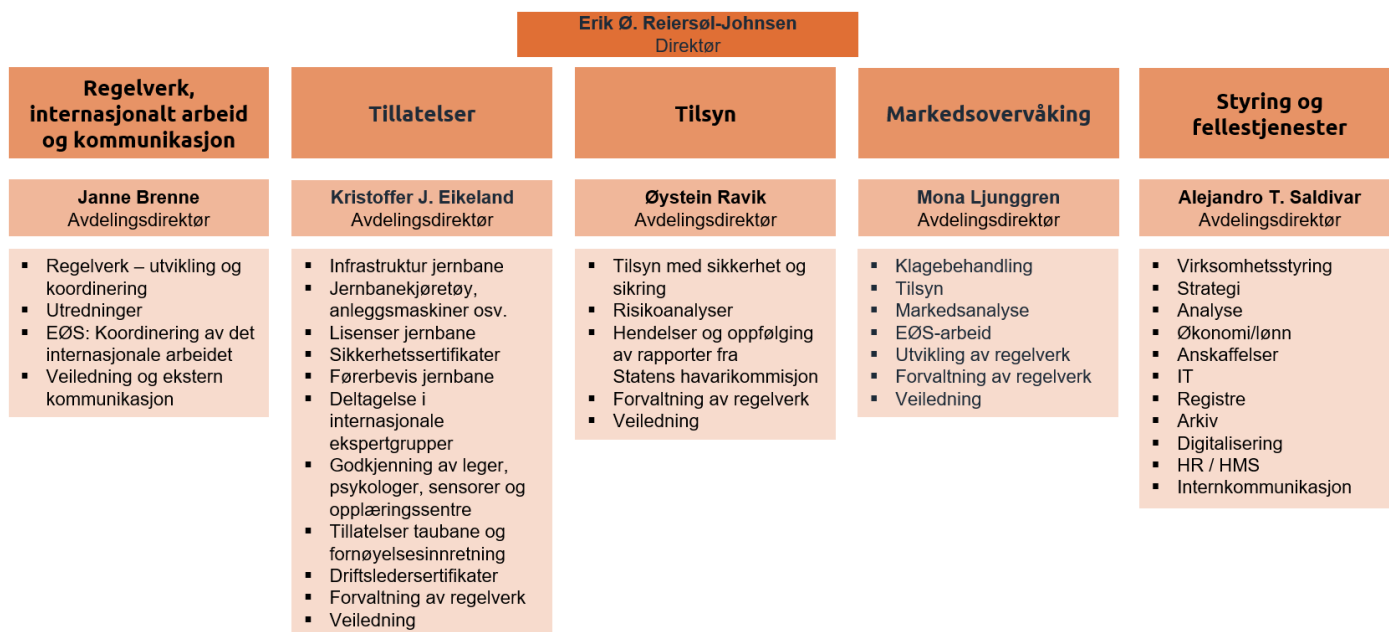 Erik Ø. Reiersøl-Johnsen
Direktør
Regelverk,
internasjonalt arbeid
og kommunikasjon
Janne Brenne
Avdelingsdirektør
▪ Regelverk – utvikling og
koordinering
▪ Utredninger
▪ EØS: Koordinering av det
internasjonale arbeidet
▪ Veiledning og ekstern
kommunikasjon
Tillatelser
Kristoffer J. Eikeland
Avdelingsdirektør
▪ Infrastruktur jernbane
▪ Jernbanekjøretøy,
anleggsmaskiner osv.
▪ Lisenser jernbane
▪ Sikkerhetssertifikater
▪ Førerbevis jernbane
▪ Deltagelse i
internasjonale
ekspertgrupper
▪ Godkjenning av leger,
psykologer, sensorer og
opplæringssentre
▪ Tillatelser taubane og
fornøyelsesinnretning
▪ Driftsledersertifikater
▪ Forvaltning av regelverk
▪ Veiledning
Tilsyn
Øystein Ravik
Avdelingsdirektør
▪ Tilsyn med sikkerhet og
sikring
▪ Risikoanalyser
▪ Hendelser og oppfølging
av rapporter fra
Statens havarikommisjon
▪ Forvaltning av regelverk
▪ Veiledning
Markedsovervåking
Mona Ljunggren
Avdelingsdirektør
▪ Klagebehandling
▪ Tilsyn
▪ Markedsanalyse
▪ EØS-arbeid
▪ Utvikling av regelverk
▪ Forvaltning av regelverk
▪ Veiledning
Styring og
fellestjenester
Alejandro T. Saldivar
Avdelingsdirektør
▪ Virksomhetsstyring
▪ Strategi
▪ Analyse
▪ Økonomi/lønn
▪ Anskaffelser
▪ IT
▪ Registre
▪ Arkiv
▪ Digitalisering
▪ HR / HMS
▪ Internkommunikasjon